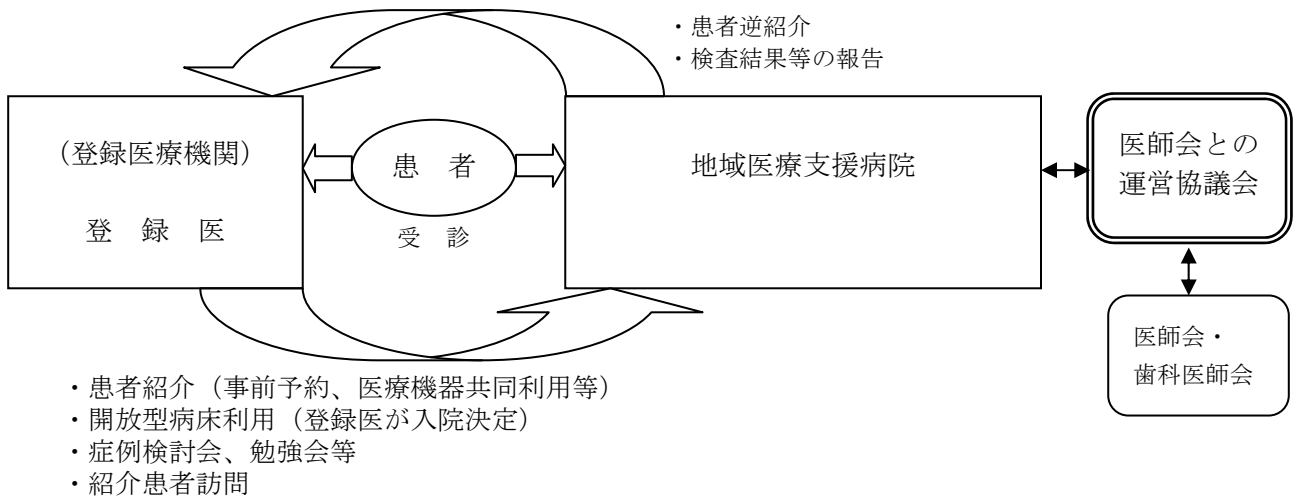 ・患者逆紹介
・検査結果等の報告
(登録医療機関)
登 録 医
患 者
受 診
地域医療支援病院
医師会との
運営協議会
医師会・
歯科医師会
・患者紹介(事前予約、医療機器共同利用等)
・開放型病床利用(登録医が入院決定)
・症例検討会、勉強会等
・紹介患者訪問